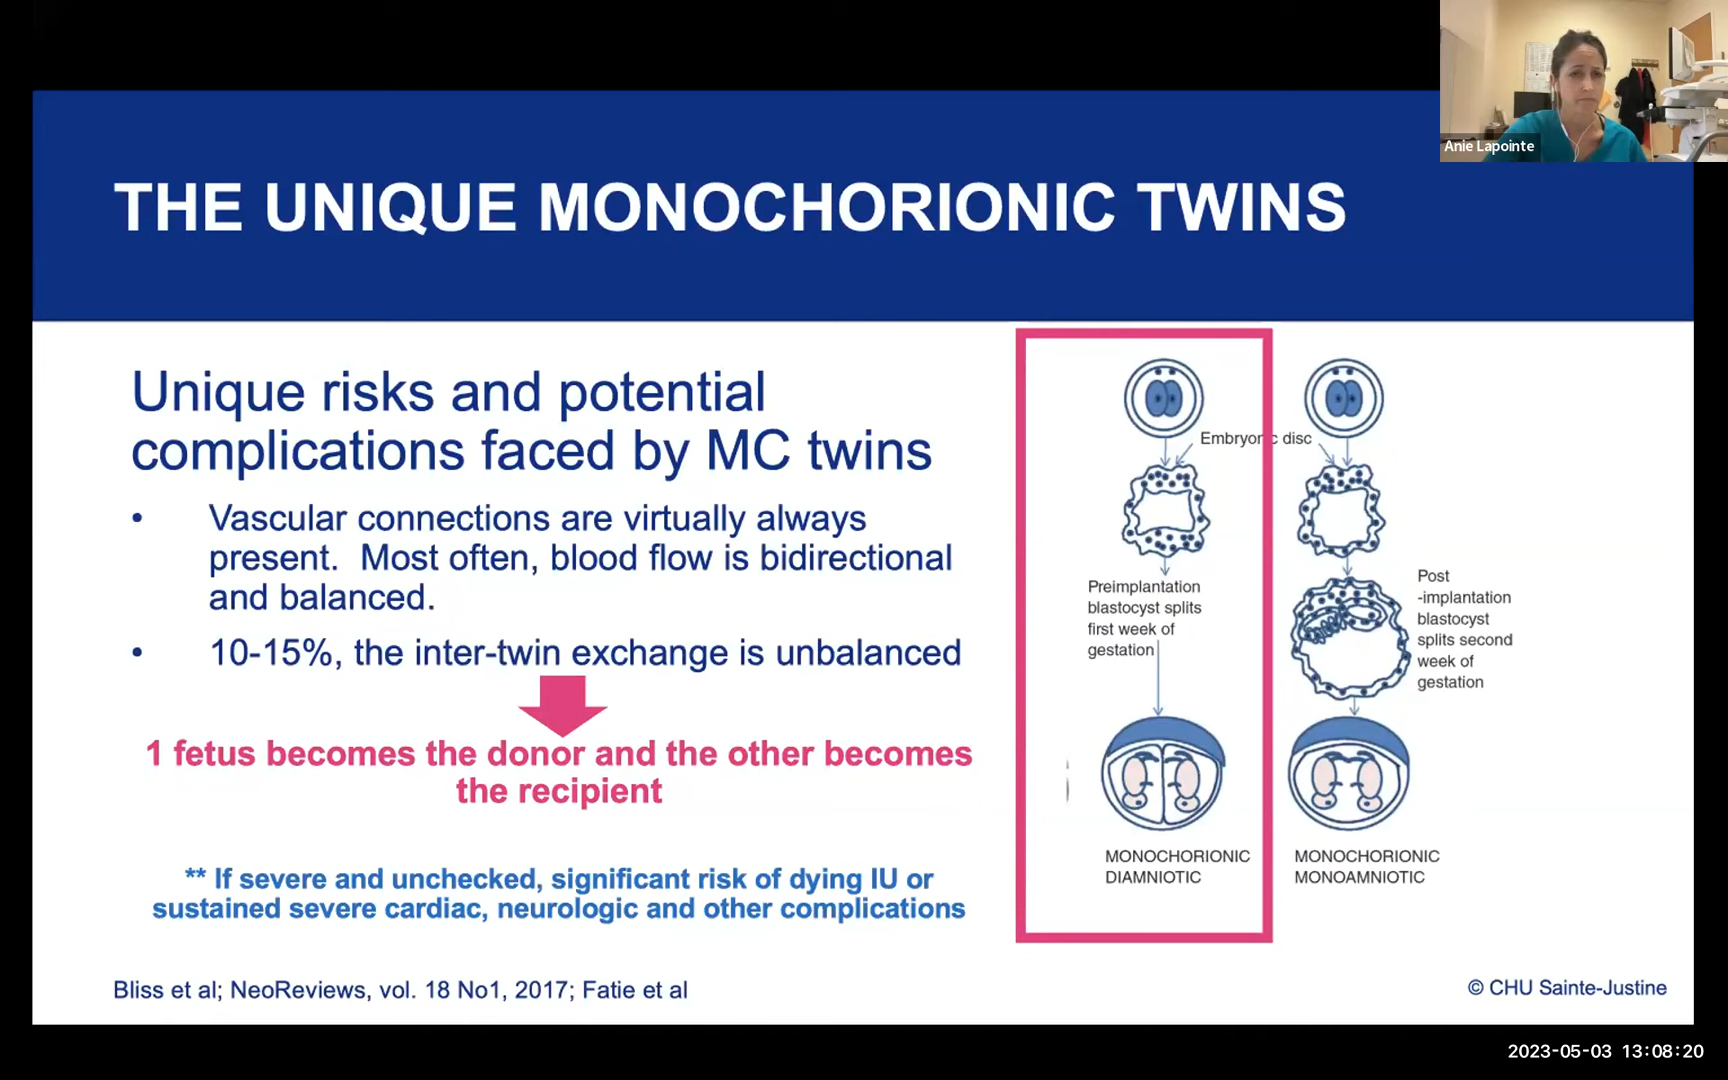 Anie Lapointe
THE UNIQUE MONOCHORIONIC TWINS
Unique risks and potential
complications faced by MC twins
• Vascular connections are virtually always
present. Most often, blood flow is bidirectional
and balanced.
• 10-15%, the inter-twin exchange is unbalanced
1 fetus becomes the donor and the other becomes
the recipient
** If severe and unchecked, significant risk of dying IU or
sustained severe cardiac, neurologic and other complications
Embryonic disc
Preimplantation
blastocyst splits
first week of
gestation
Post
-implantation
blastocyst
splits second
week of
gestation
MONOCHORIONIC
DIAMNIOTIC
MONOCHORIONIC
MONOAMNIOTIC
Bliss et al; NeoReviews, vol. 18 No1, 2017; Fatie et al
© CHU Sainte-Justine
2023-05-03 13:08:20